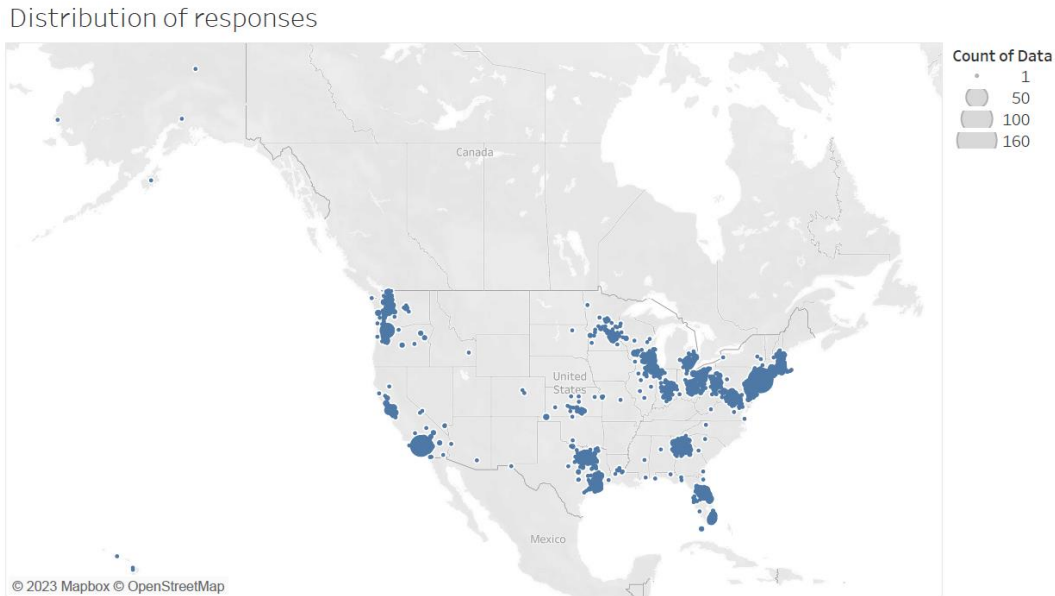 Distribution of responses
Count of Data
1
50
100
160
Canada
United
States
Mexico
© 2023 Mapbox © OpenStreetMap